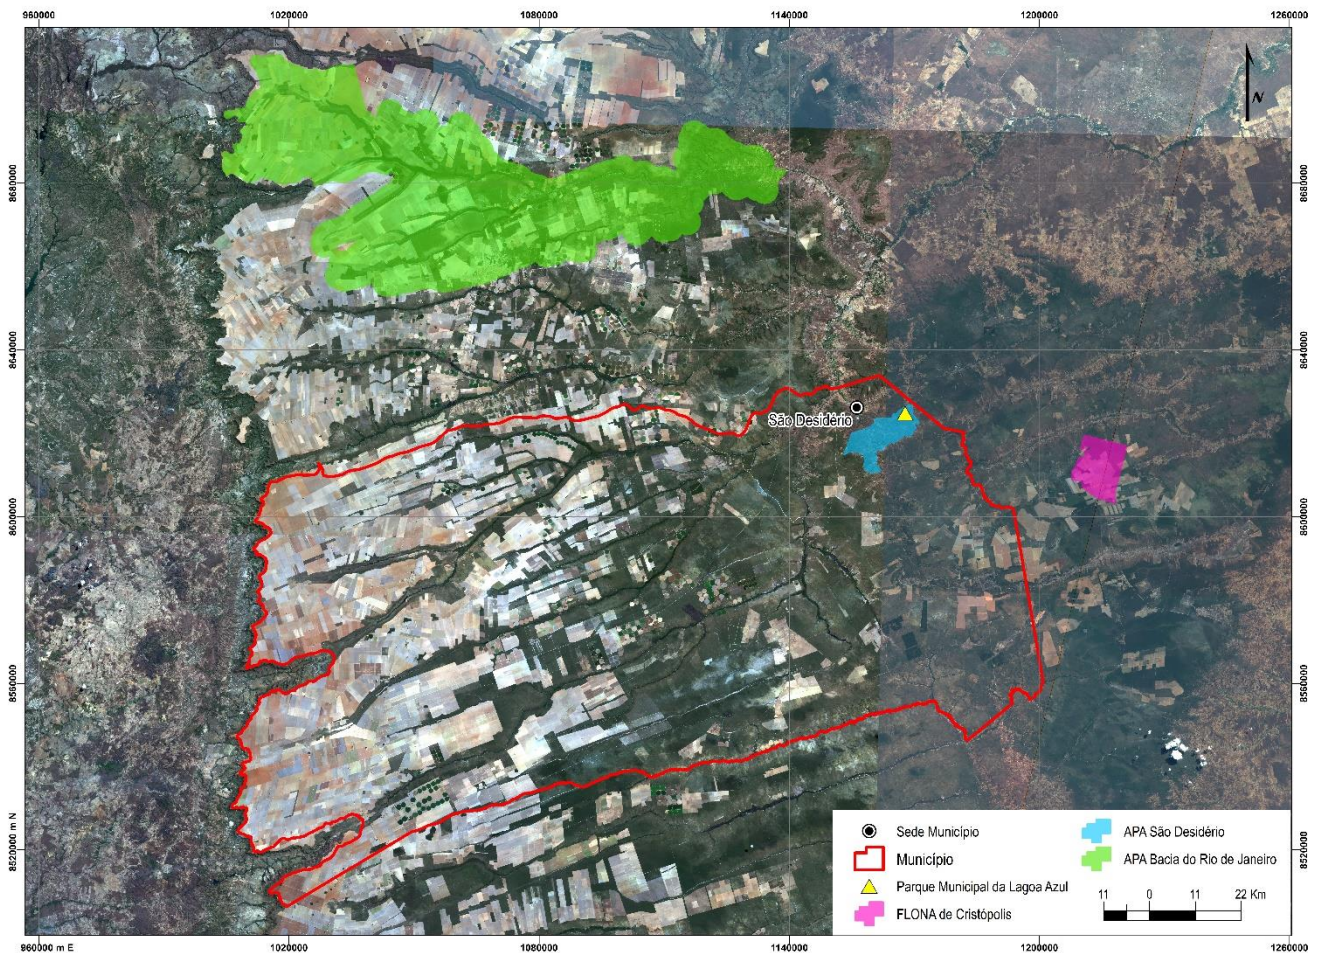 960000
1020000
1080000
1140000
1200000
1260000
N
8680000
8680000
8640000
8640000
São Desidério
8600000
8600000
8560000
8560000
8520000 m N
8520000
Sede Município
Município
Parque Municipal da Lagoa Azul
FLONA de Cristópolis
APA São Desidério
APA Bacia do Rio de Janeiro
11 0 11 22 Km
960000 m E
1020000
1080000
1140000
1200000
1260000